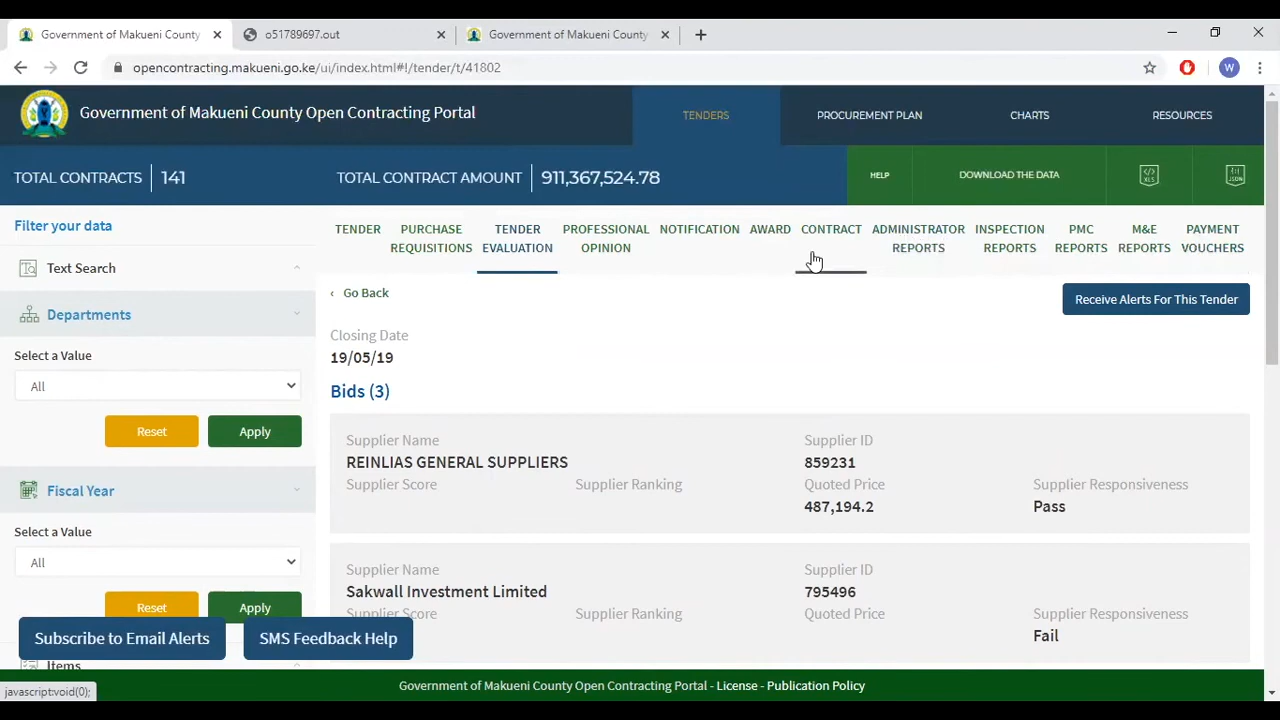 Government of Makueni County
o51789697.out
Government of Makueni County
opencontracting.makueni.go.ke/ui/index.html#!/tender/t/41802
W
Government of Makueni County Open Contracting Portal
TENDERS
PROCUREMENT PLAN
CHARTS
RESOURCES
TOTAL CONTRACTS 141
TOTAL CONTRACT AMOUNT 911,367,524.78
HELP
DOWNLOAD THE DATA
XLS
JSON
Filter your data
Text Search
Departments
Select a Value
All
Reset
Apply
Fiscal Year
Select a Value
All
Reset
Apply
Items
Subscribe to Email Alerts
SMS Feedback Help
javascript:void(0);
TENDER
PURCHASE
REQUISITIONS
TENDER
EVALUATION
PROFESSIONAL
OPINION
NOTIFICATION
AWARD
CONTRACT
ADMINISTRATOR
REPORTS
INSPECTION
REPORTS
PMC
REPORTS
M&E
REPORTS
PAYMENT
VOUCHERS
‹ Go Back
Receive Alerts For This Tender
Closing Date
19/05/19
Bids (3)
Supplier Name
REINLIAS GENERAL SUPPLIERS
Supplier ID
859231
Supplier Score
Supplier Ranking
Quoted Price
487,194.2
Supplier Responsiveness
Pass
Supplier Name
Sakwall Investment Limited
Supplier ID
795496
Supplier Score
Supplier Ranking
Quoted Price
Supplier Responsiveness
Fail
Government of Makueni County Open Contracting Portal - License - Publication Policy